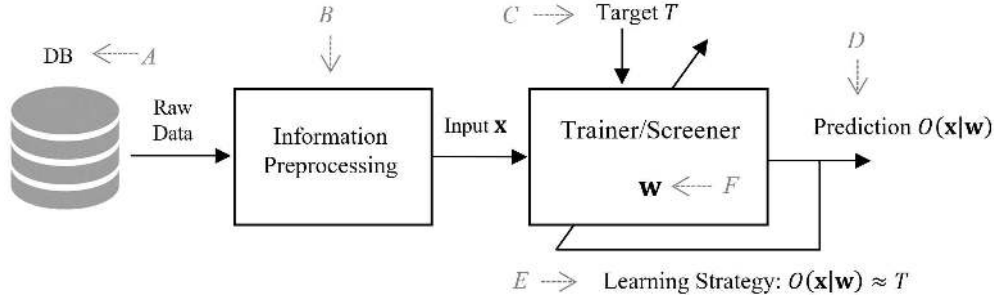 C Target T
B
D
DB A
Raw
Data
Information
Preprocessing
Input x
Trainer/Screener
Prediction O(x|w)
w F
E Learning Strategy: O(x|w) ≈ T